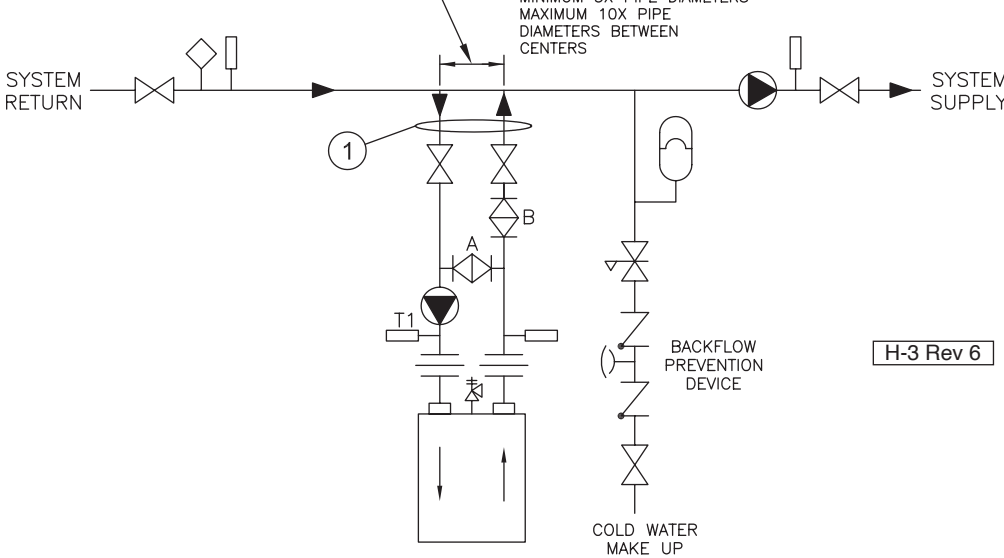 MAXIMUM 10X PIPE
DIAMETERS BETWEEN
CENTERS
SYSTEM
RETURN
SYSTEM
SUPPLY
1
B
A
T1
BACKFLOW
PREVENTION
DEVICE
H-3 Rev 6
COLD WATER
MAKE UP